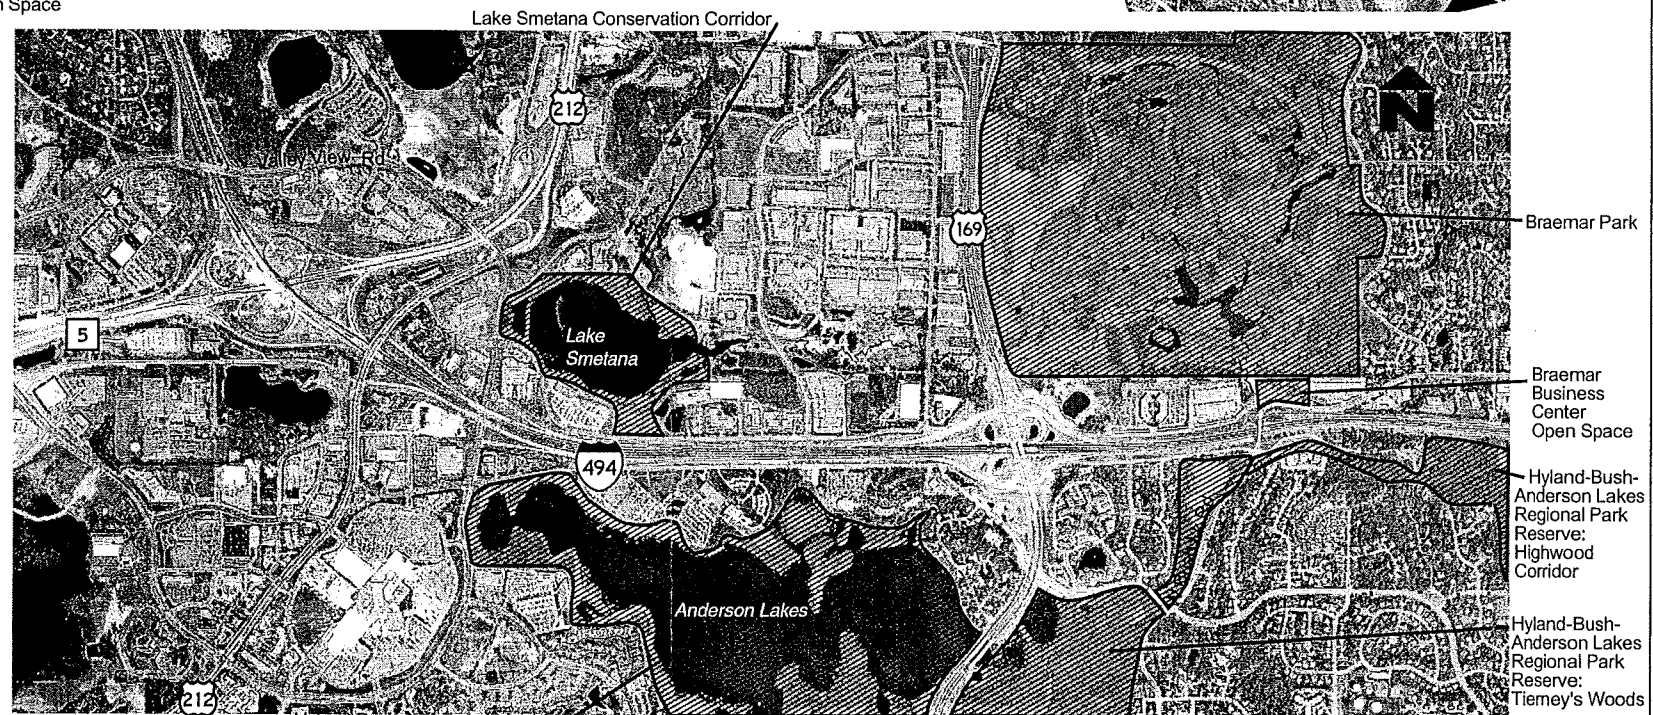 n Space
Lake Smetana Conservation Corridor
212
Valley View Rd
N
169
Braemar Park
5
Lake
Smetana
Braemar
Business
Center
Open Space
494
Hyland-Bush-
Anderson Lakes
Regional Park
Reserve:
Highwood
Corridor
Anderson Lakes
Hyland-Bush-
Anderson Lakes
Regional Park
Reserve:
Tierney's Woods
212